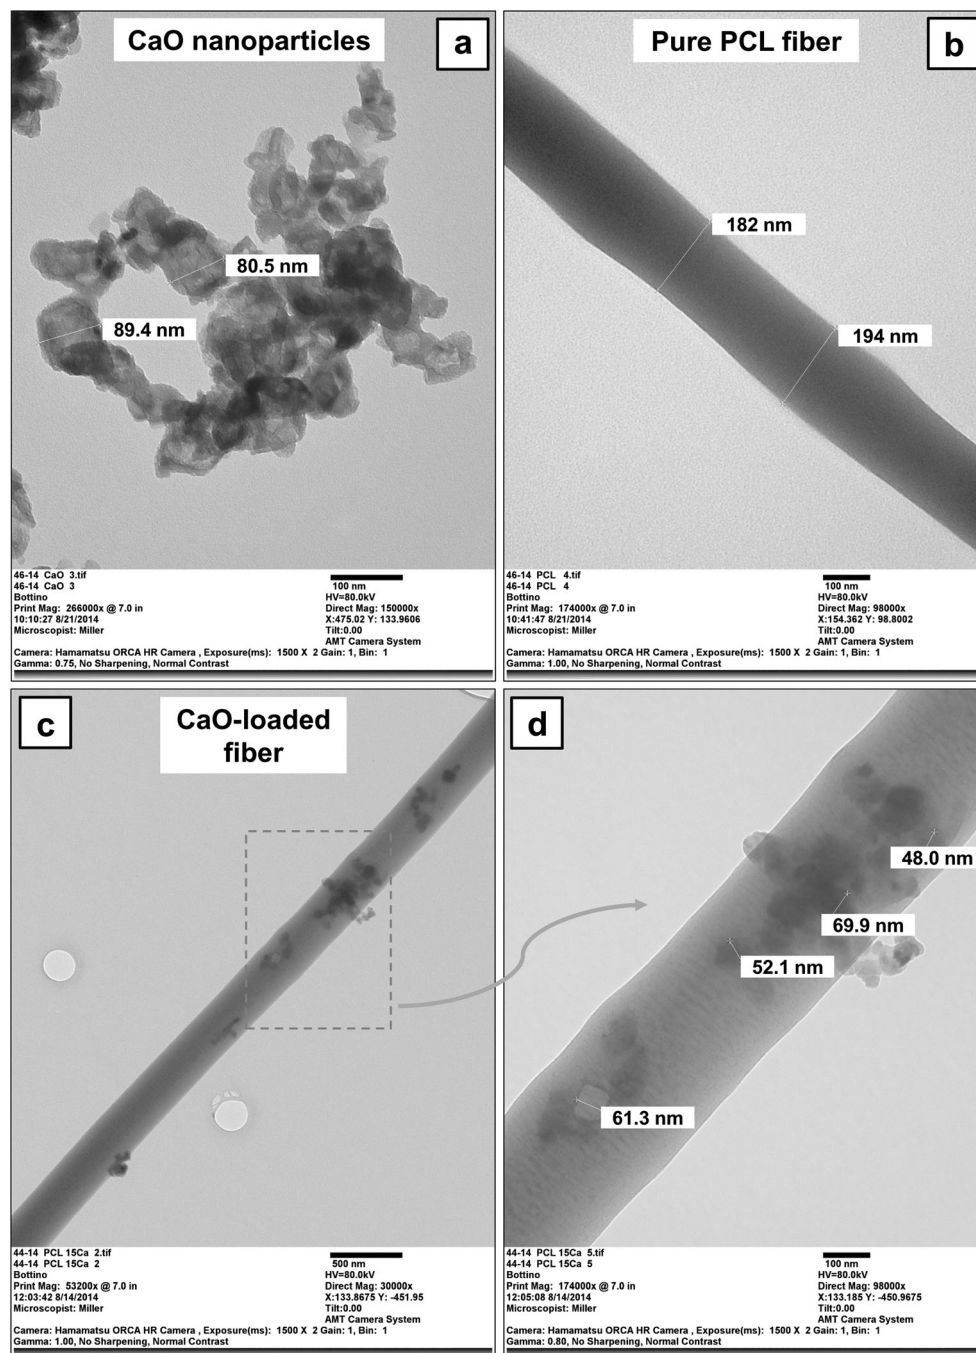 CaO nanoparticles
a
80.5 nm
89.4 nm
46-14 CaO 3.tif
46-14 CaO 3
Bottino
Print Mag: 266000x @ 7.0 in
10:10:27 8/21/2014
Microscopist: Miller
100 nm
HV=80.0kV
Direct Mag: 150000x
X:475.02 Y: 133.9606
Tilt:0.00
AMT Camera System
Camera: Hamamatsu ORCA HR Camera , Exposure(ms): 1500 X 2 Gain: 1, Bin: 1
Gamma: 0.75, No Sharpening, Normal Contrast
Pure PCL fiber
b
182 nm
194 nm
46-14 PCL 4.tif
46-14 PCL 4
Bottino
Print Mag: 174000x @ 7.0 in
10:41:47 8/21/2014
Microscopist: Miller
100 nm
HV=80.0kV
Direct Mag: 98000x
X:154.362 Y: 98.8002
Tilt:0.00
AMT Camera System
Camera: Hamamatsu ORCA HR Camera , Exposure(ms): 1500 X 2 Gain: 1, Bin: 1
Gamma: 1.00, No Sharpening, Normal Contrast
c
CaO-loaded
fiber
44-14 PCL 15Ca 2.tif
44-14 PCL 15Ca 2
Bottino
Print Mag: 53200x @ 7.0 in
12:03:42 8/14/2014
Microscopist: Miller
500 nm
HV=80.0kV
Direct Mag: 30000x
X:133.8675 Y: -451.95
Tilt:0.00
AMT Camera System
Camera: Hamamatsu ORCA HR Camera , Exposure(ms): 1500 X 2 Gain: 1, Bin: 1
Gamma: 1.00, No Sharpening, Normal Contrast
d
48.0 nm
69.9 nm
52.1 nm
61.3 nm
44-14 PCL 15Ca 5.tif
44-14 PCL 15Ca 5
Bottino
Print Mag: 174000x @ 7.0 in
12:05:08 8/14/2014
Microscopist: Miller
100 nm
HV=80.0kV
Direct Mag: 98000x
X:133.185 Y: -450.9675
Tilt:0.00
AMT Camera System
Camera: Hamamatsu ORCA HR Camera , Exposure(ms): 1500 X 2 Gain: 1, Bin: 1
Gamma: 0.80, No Sharpening, Normal Contrast